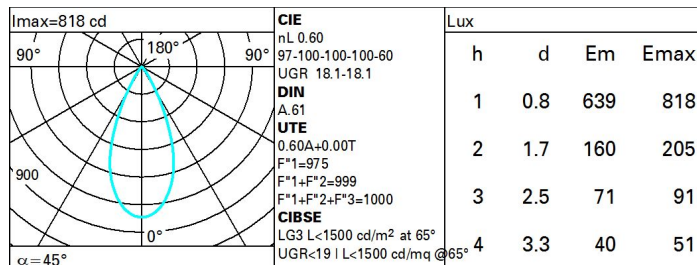 Imax=818 cd
90° 180° 90°
900
0°
α=45°
CIE
nL 0.60
97-100-100-100-60
UGR 18.1-18.1
DIN
A.61
UTE
0.60A+0.00T
F"1=975
F"1+F"2=999
F"1+F"2+F"3=1000
CIBSE
LG3 L<1500 cd/m² at 65°
UGR<19 | L<1500 cd/mq @65°
Lux
h d Em Emax
1 0.8 639 818
2 1.7 160 205
3 2.5 71 91
4 3.3 40 51